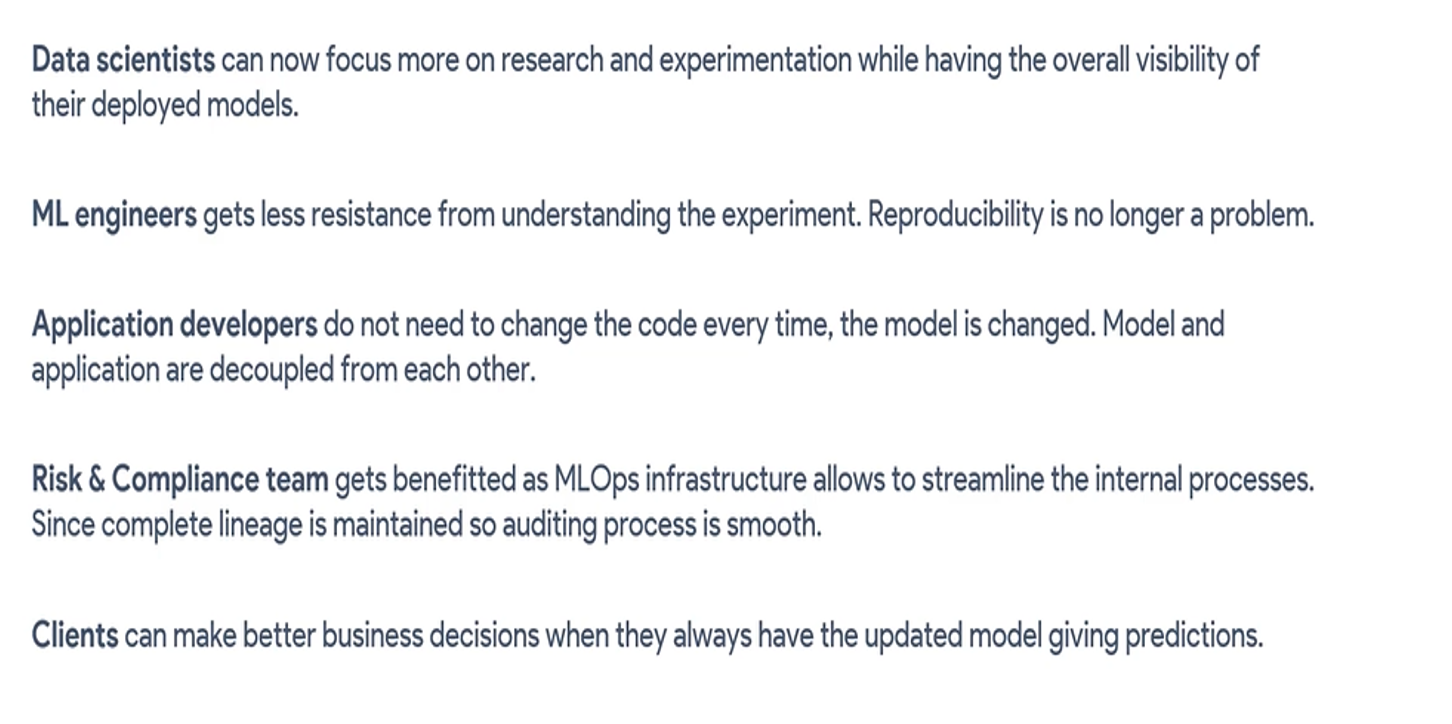 Data scientists can now focus more on research and experimentation while having the overall visibility of
their deployed models.
ML engineers gets less resistance from understanding the experiment. Reproducibility is no longer a problem.
Application developers do not need to change the code every time, the model is changed. Model and
application are decoupled from each other.
Risk & Compliance team gets benefitted as MLOps infrastructure allows to streamline the internal processes.
Since complete lineage is maintained so auditing process is smooth.
Clients can make better business decisions when they always have the updated model giving predictions.